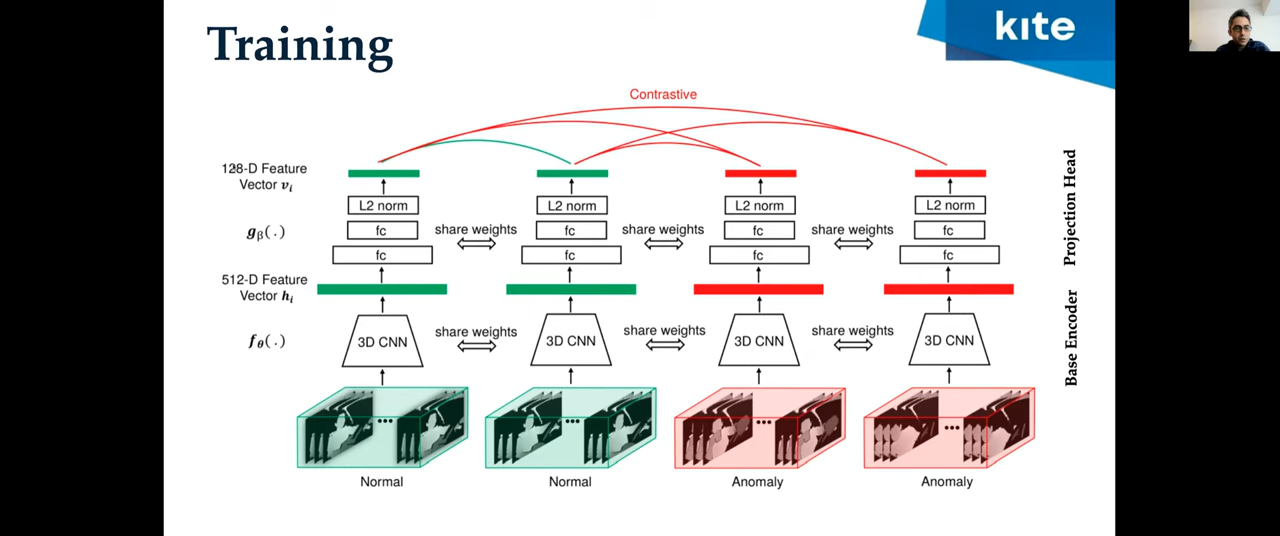 Training
kite
Contrastive
128-D Feature
Vector vᵢ
L2 norm
L2 norm
L2 norm
L2 norm
gβ(.)
fc
share weights
fc
share weights
fc
share weights
fc
fc
fc
fc
fc
Projection Head
512-D Feature
Vector hᵢ
fθ(.)
3D CNN
share weights
3D CNN
share weights
3D CNN
share weights
3D CNN
Base Encoder
Normal
Normal
Anomaly
Anomaly